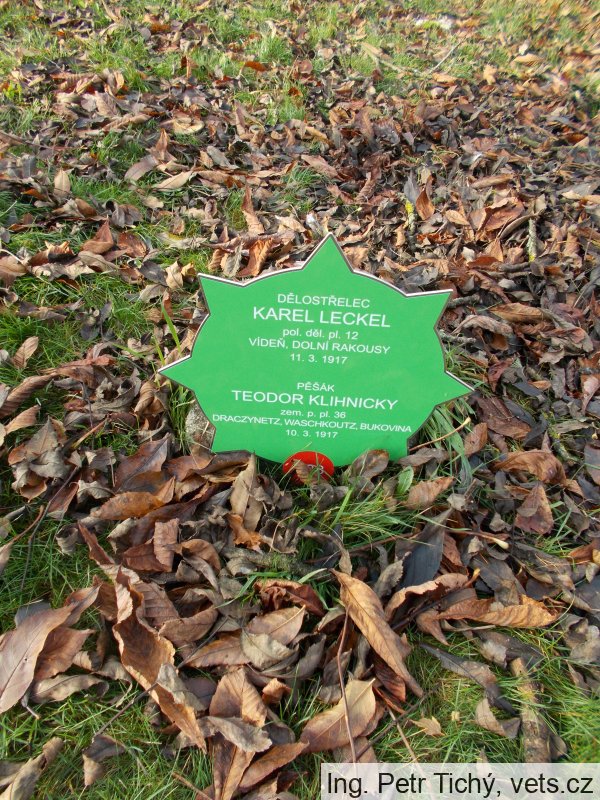 DĚLOSTŘELEC
KAREL LECKEL
pol. děl. pl. 12
VÍDEŇ, DOLNÍ RAKOUSY
11. 3. 1917
PĚŠÁK
TEODOR KLIHNICKY
zem. p. pl. 36
DRACZYNETZ, WASCHKOUTZ, BUKOVINA
10. 3. 1917
Ing. Petr Tichý, vets.cz